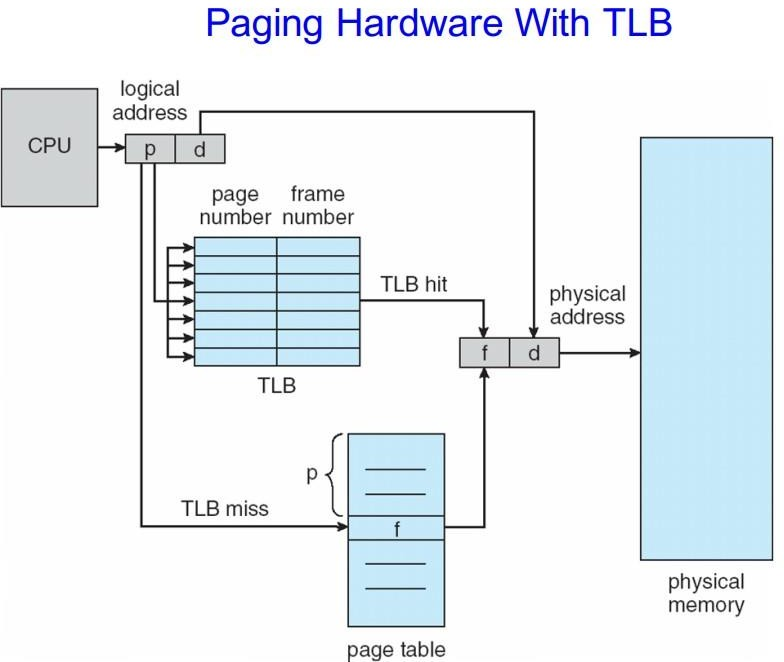 Paging Hardware With TLB
logical
address
CPU
p
d
page
number
frame
number
TLB hit
physical
address
f
d
TLB
p
TLB miss
f
physical
memory
page table